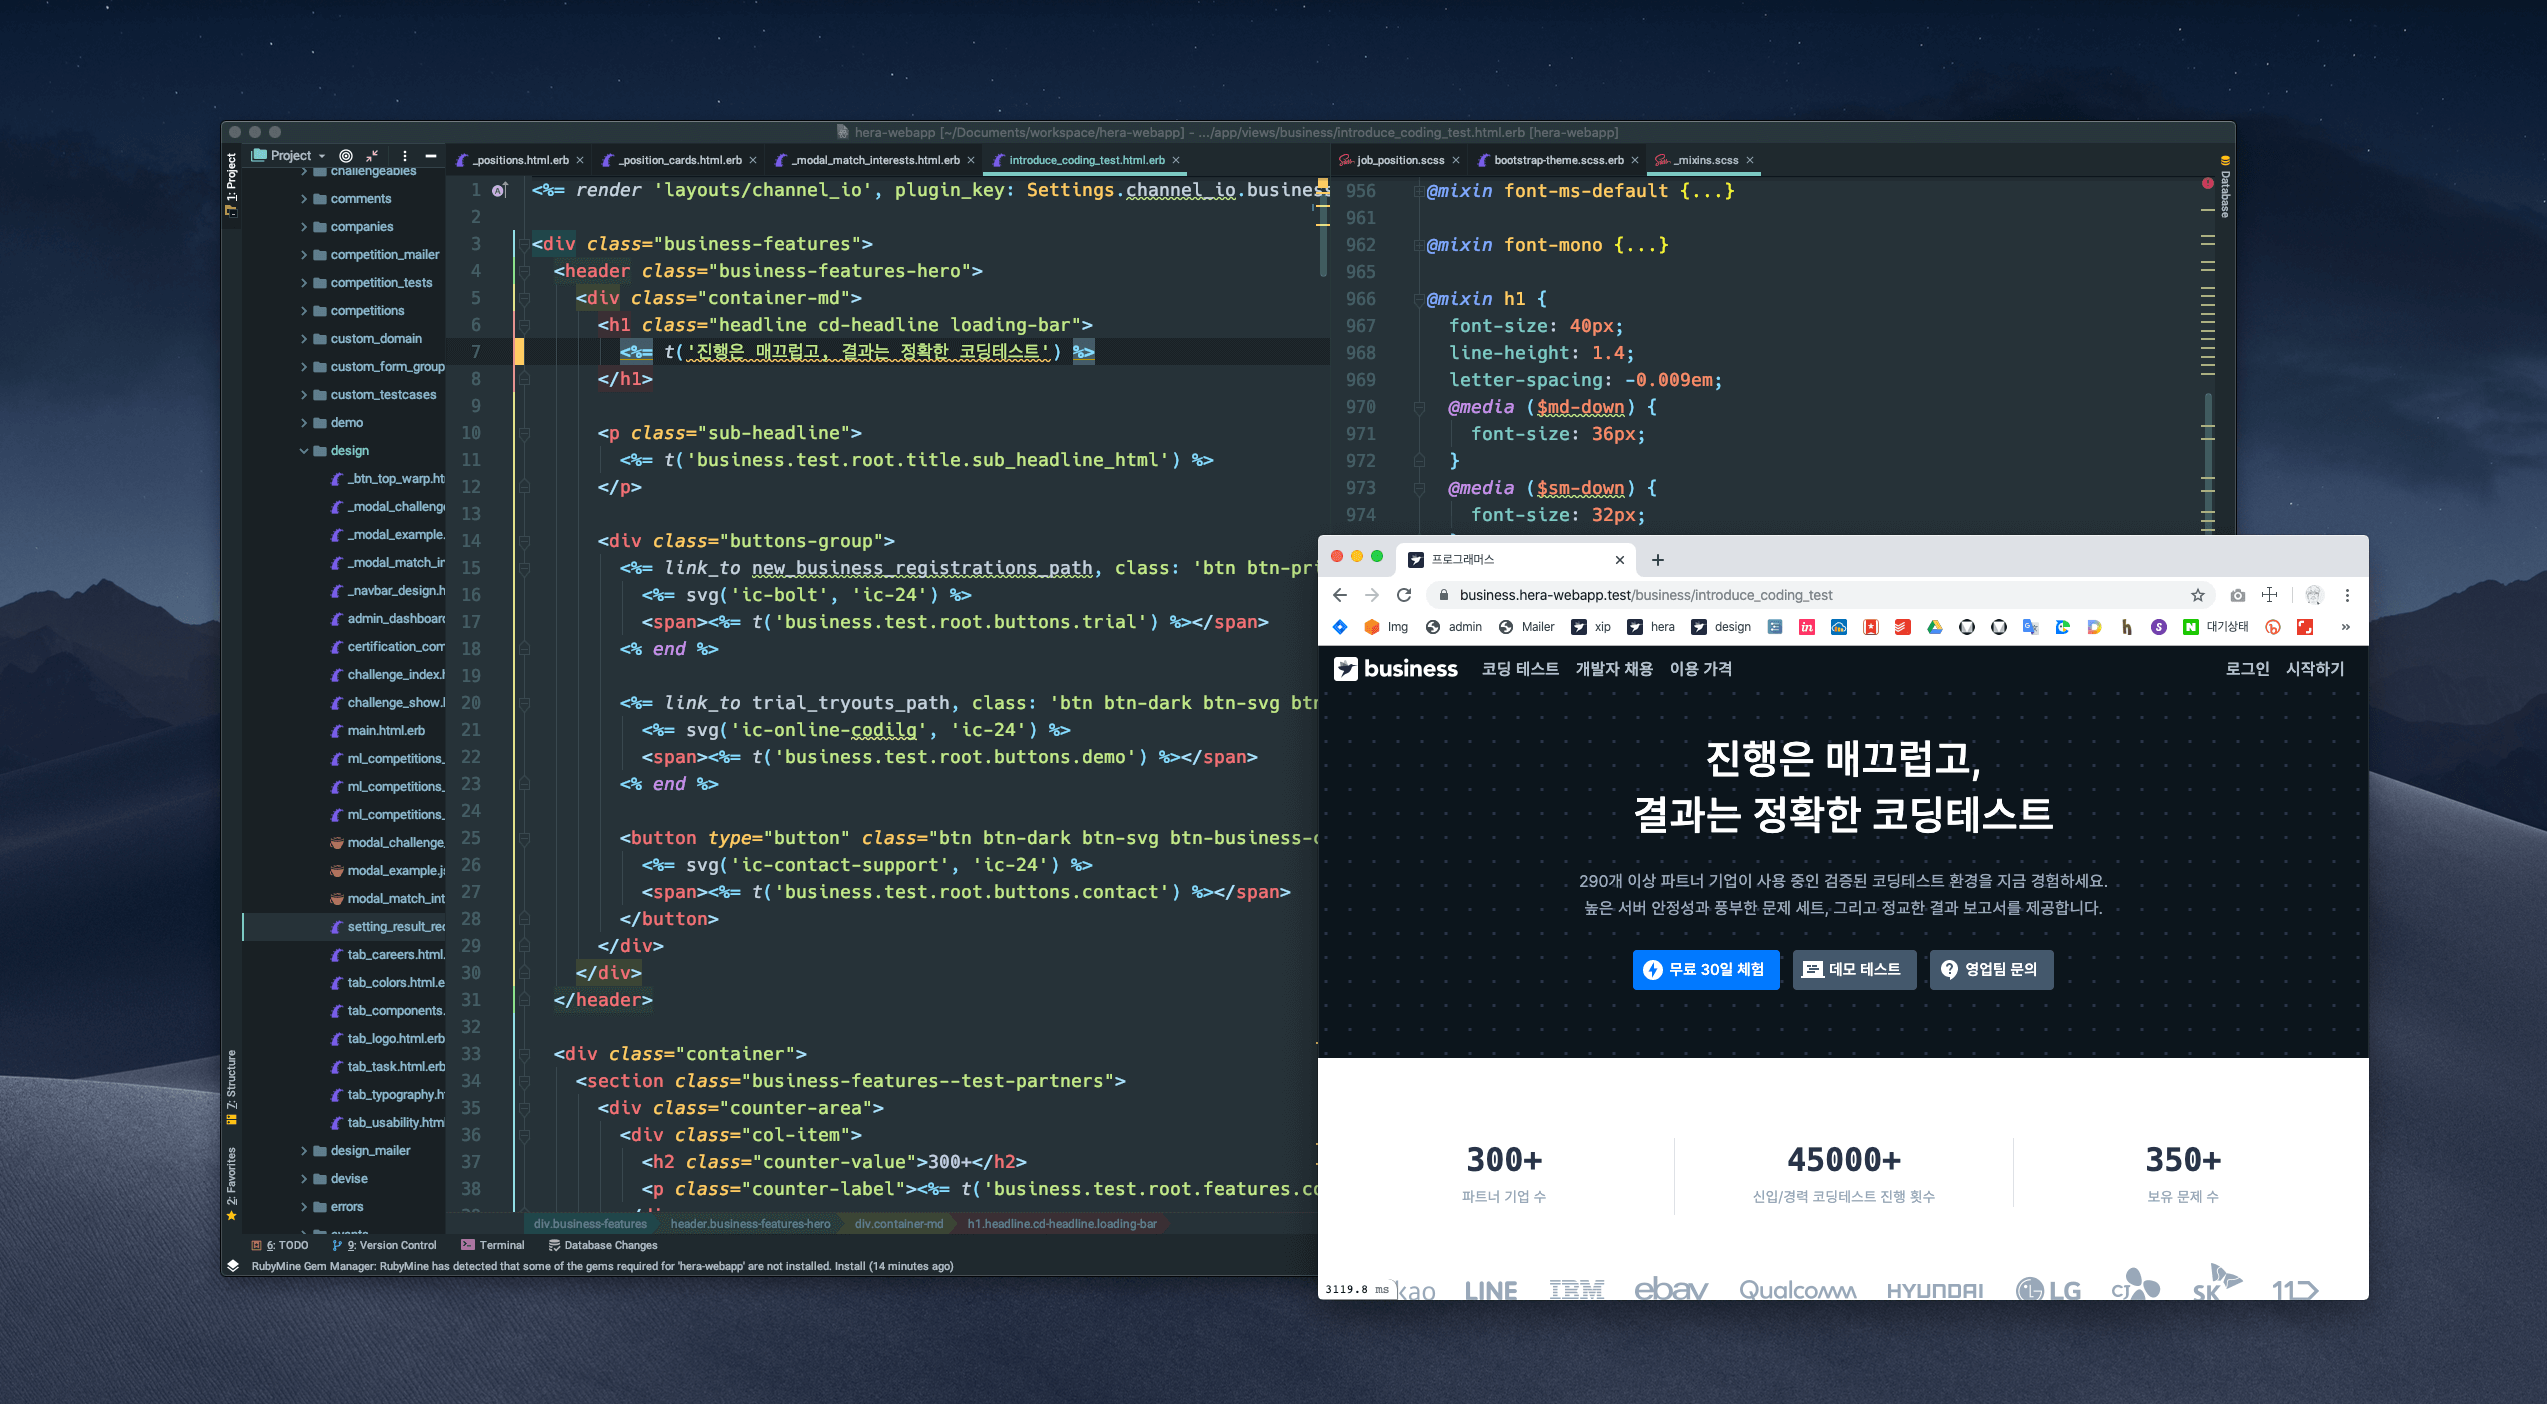 hera-webapp [~/Documents/workspace/hera-webapp] - .../app/views/business/introduce_coding_test.html.erb [hera-webapp]
1: Project
7: Structure
2: Favorites
Project
challengeables
comments
companies
competition_mailer
competition_tests
competitions
custom_domain
custom_form_group
custom_testcases
demo
design
_btn_top_warp.ht
_modal_challeng
_modal_example.
_modal_match_in
_navbar_design.h
admin_dashboard
certification_com
challenge_index.h
challenge_show.
main.html.erb
ml_competitions_
ml_competitions_
ml_competitions_
modal_challenge_
modal_example.js
modal_match_int
setting_result_rec
tab_careers.html.
tab_colors.html.e
tab_components.
tab_logo.html.erb
tab_task.html.erb
tab_typography.h
tab_usability.html
design_mailer
devise
errors
_positions.html.erb _position_cards.html.erb _modal_match_interests.html.erb introduce_coding_test.html.erb
1 <%= render 'layouts/channel_io', plugin_key: Settings.channel_io.business
2
3 <div class="business-features">
4 <header class="business-features-hero">
5 <div class="container-md">
6 <h1 class="headline cd-headline loading-bar">
7 <%= t('진행은 매끄럽고, 결과는 정확한 코딩테스트') %>
8 </h1>
9
10 <p class="sub-headline">
11 <%= t('business.test.root.title.sub_headline_html') %>
12 </p>
13
14 <div class="buttons-group">
15 <%= link_to new_business_registrations_path, class: 'btn btn-pri
16 <%= svg('ic-bolt', 'ic-24') %>
17 <span><%= t('business.test.root.buttons.trial') %></span>
18 <% end %>
19
20 <%= link_to trial_tryouts_path, class: 'btn btn-dark btn-svg btn
21 <%= svg('ic-online-codilg', 'ic-24') %>
22 <span><%= t('business.test.root.buttons.demo') %></span>
23 <% end %>
24
25 <button type="button" class="btn btn-dark btn-svg btn-business-c
26 <%= svg('ic-contact-support', 'ic-24') %>
27 <span><%= t('business.test.root.buttons.contact') %></span>
28 </button>
29 </div>
30 </div>
31 </header>
32
33 <div class="container">
34 <section class="business-features--test-partners">
35 <div class="counter-area">
36 <div class="col-item">
37 <h2 class="counter-value">300+</h2>
38 <p class="counter-label"><%= t('business.test.root.features.co
div.business-features header.business-features-hero div.container-md h1.headline.cd-headline.loading-bar
job_position.scss bootstrap-theme.scss.erb _mixins.scss
956 @mixin font-ms-default {...}
961
962 @mixin font-mono {...}
965
966 @mixin h1 {
967 font-size: 40px;
968 line-height: 1.4;
969 letter-spacing: -0.009em;
970 @media ($md-down) {
971 font-size: 36px;
972 }
973 @media ($sm-down) {
974 font-size: 32px;
Database
6: TODO 9: Version Control Terminal Database Changes
RubyMine Gem Manager: RubyMine has detected that some of the gems required for 'hera-webapp' are not installed. Install (14 minutes ago)
프로그래머스
business.hera-webapp.test/business/introduce_coding_test
Img admin Mailer xip hera design 대기상태 »
business 코딩 테스트 개발자 채용 이용 가격 로그인 시작하기
진행은 매끄럽고,
결과는 정확한 코딩테스트
290개 이상 파트너 기업이 사용 중인 검증된 코딩테스트 환경을 지금 경험하세요.
높은 서버 안정성과 풍부한 문제 세트, 그리고 정교한 결과 보고서를 제공합니다.
무료 30일 체험 데모 테스트 영업팀 문의
300+ 45000+ 350+
파트너 기업 수 신입/경력 코딩테스트 진행 횟수 보유 문제 수
3119.8 ms kao LINE IBM ebay Qualcomm HYUNDAI LG CJ SK 11